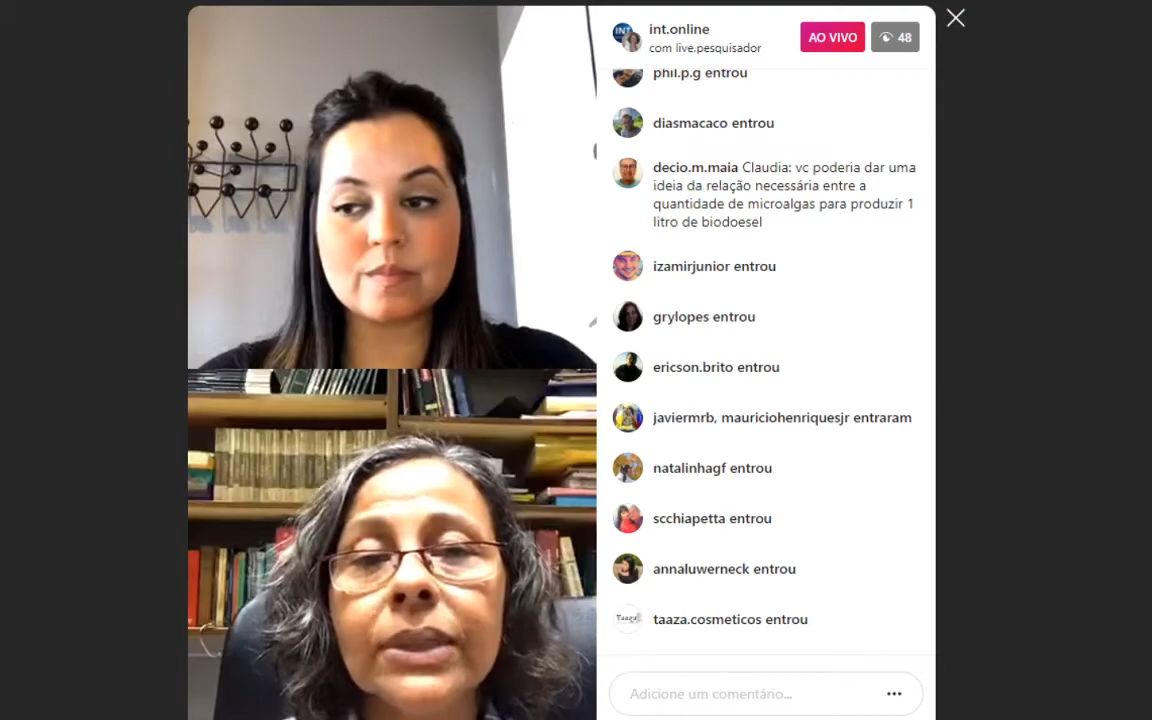 INT
int.online
com live.pesquisador
AO VIVO
48
phil.p.g entrou
diasmacaco entrou
decio.m.maia Claudia: vc poderia dar uma
ideia da relação necessária entre a
quantidade de microalgas para produzir 1
litro de biodoesel
izamirjunior entrou
grylopes entrou
ericson.brito entrou
javiermrb, mauriciohenriquesjr entraram
natalinhagf entrou
scchiapetta entrou
annaluwerneck entrou
Taaza
taaza.cosmeticos entrou
Adicione um comentário...